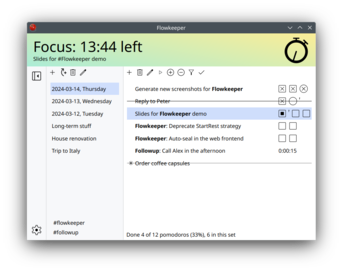 Flowkeeper
Focus: 13:44 left
Slides for #Flowkeeper demo
2024-03-14, Thursday
2024-03-13, Wednesday
2024-03-12, Tuesday
Long-term stuff
House renovation
Trip to Italy
#flowkeeper
#followup
Generate new screenshots for Flowkeeper
Reply to Peter
Slides for Flowkeeper demo
Flowkeeper: Deprecate StartRest strategy
Flowkeeper: Auto-seal in the web frontend
Followup: Call Alex in the afternoon 0:00:15
Order coffee capsules
Done 4 of 12 pomodoros (33%), 6 in this set